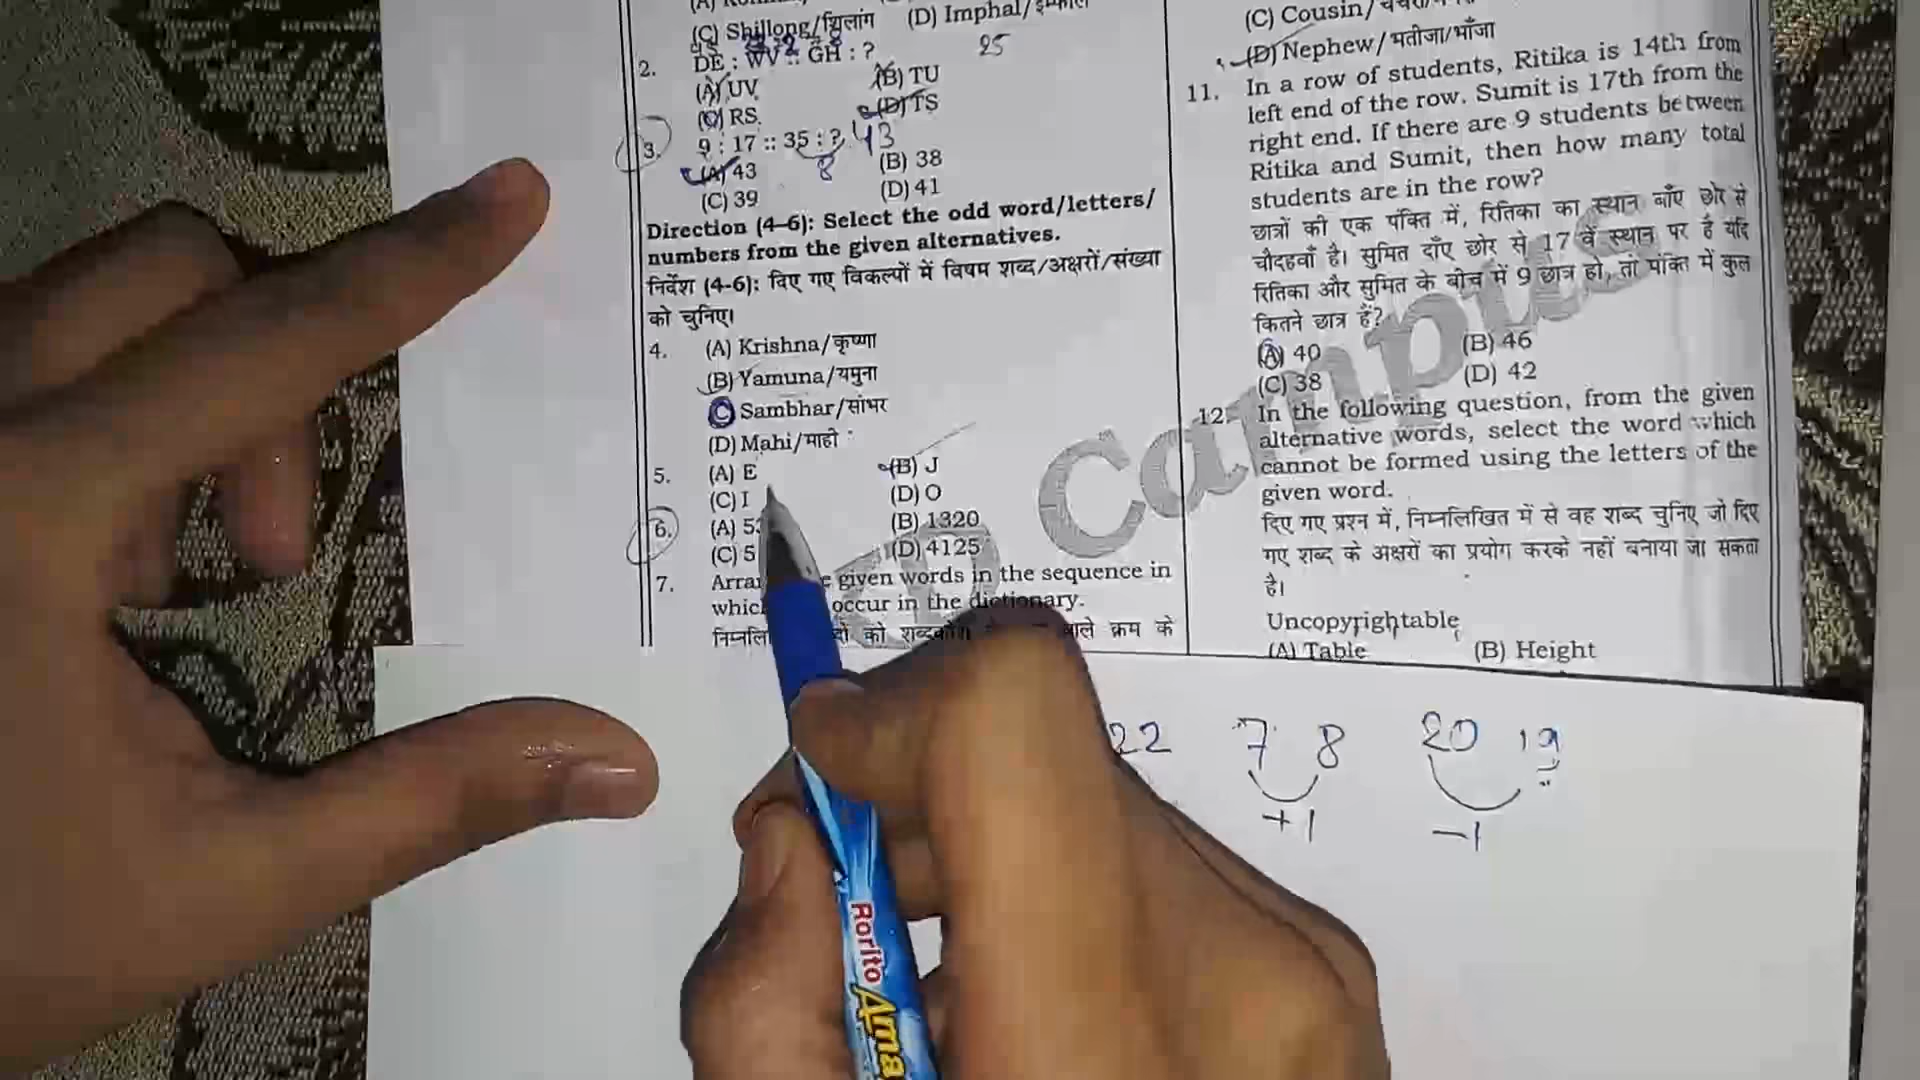 (C) Shillong/शिलांग (D) Imphal/इम्फाल
25
2. DE : WV :: GH : ?
(A) UV (B) TU
(C) RS. (D) TS
3. 9 : 17 :: 35 : ? 43
8
(A) 43 (B) 38
(C) 39 (D) 41
Direction (4–6): Select the odd word/letters/
numbers from the given alternatives.
निर्देश (4-6): दिए गए विकल्पों में विषम शब्द/अक्षरों/संख्या
को चुनिए।
4. (A) Krishna/कृष्णा
(B) Yamuna/यमुना
(C) Sambhar/सांभर
(D) Mahi/माही
5. (A) E (B) J
(C) I (D) O
6. (A) (B) 1320
(C) (D) 4125
7. given words in the sequence in
occur in the dictionary.
को शब्दकोश क्रम के
(C) Cousin/
(D) Nephew/भतीजा/भाँजा
11. In a row of students, Ritika is 14th from
left end of the row. Sumit is 17th from the
right end. If there are 9 students between
Ritika and Sumit, then how many total
students are in the row?
छात्रों की एक पंक्ति में, रितिका का स्थान बाएँ छोर से
चौदहवाँ है। सुमित दाएँ छोर से 17 वें स्थान पर है यदि
रितिका और सुमित के बीच में 9 छात्र हो, तो पंक्ति में कुल
कितने छात्र हैं?
(A) 40 (B) 46
(C) 38 (D) 42
12. In the following question, from the given
alternative words, select the word which
cannot be formed using the letters of the
given word.
दिए गए प्रश्न में, निम्नलिखित में से वह शब्द चुनिए जो दिए
गए शब्द के अक्षरों का प्रयोग करके नहीं बनाया जा सकता
है।
Uncopyrightable
(A) Table (B) Height
Campus
22 7 8 20 19
+1 −1
Rorito